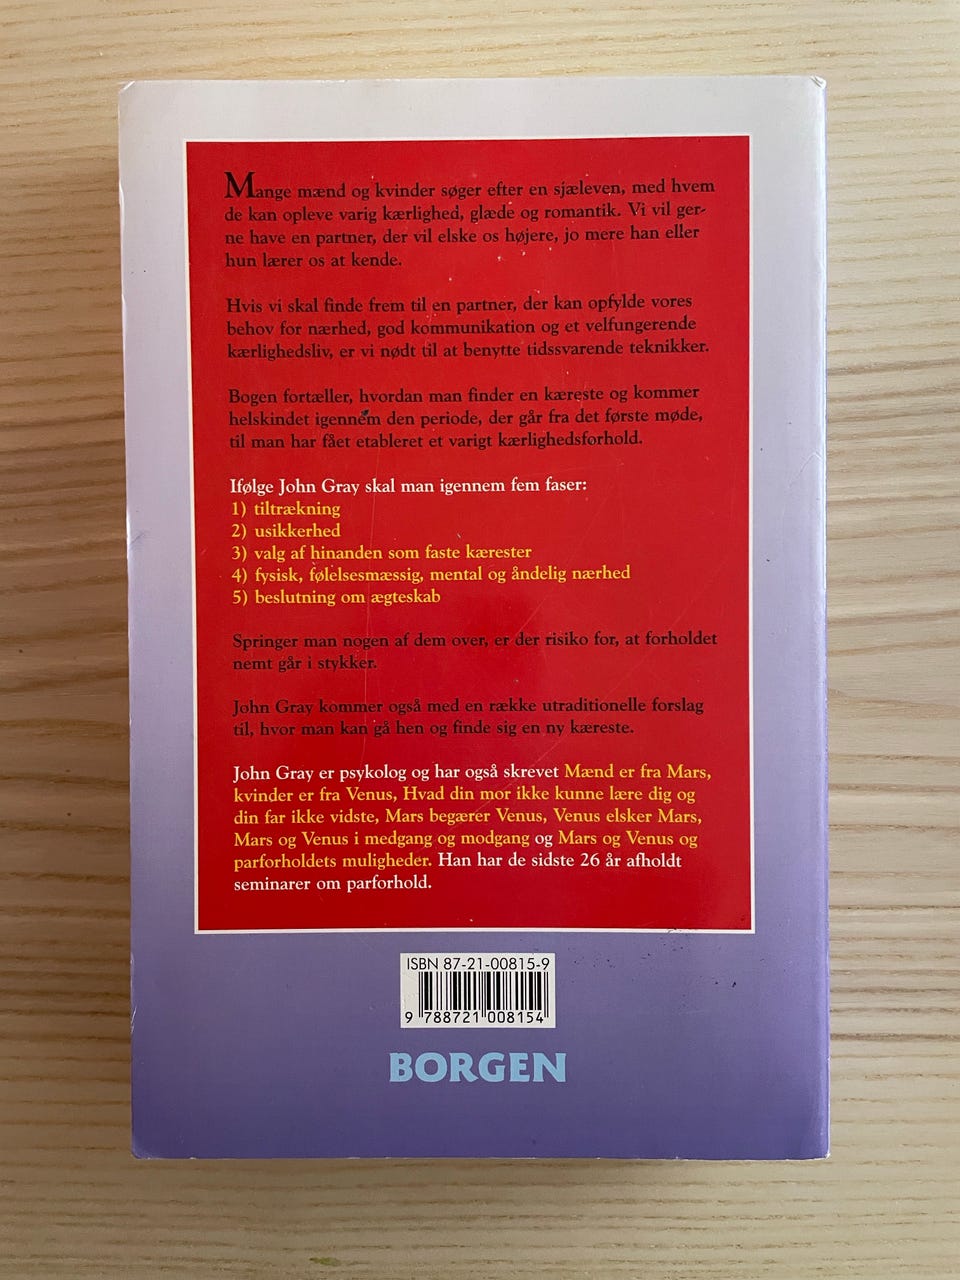 Mange mænd og kvinder søger efter en sjæleven, med hvem
de kan opleve varig kærlighed, glæde og romantik. Vi vil ger-
ne have en partner, der vil elske os højere, jo mere han eller
hun lærer os at kende.
Hvis vi skal finde frem til en partner, der kan opfylde vores
behov for nærhed, god kommunikation og et velfungerende
kærlighedsliv, er vi nødt til at benytte tidssvarende teknikker.
Bogen fortæller, hvordan man finder en kæreste og kommer
helskindet igennem den periode, der går fra det første møde,
til man har fået etableret et varigt kærlighedsforhold.
Ifølge John Gray skal man igennem fem faser:
1) tiltrækning
2) usikkerhed
3) valg af hinanden som faste kærester
4) fysisk, følelsesmæssig, mental og åndelig nærhed
5) beslutning om ægteskab
Springer man nogen af dem over, er der risiko for, at forholdet
nemt går i stykker.
John Gray kommer også med en række utraditionelle forslag
til, hvor man kan gå hen og finde sig en ny kæreste.
John Gray er psykolog og har også skrevet Mænd er fra Mars,
kvinder er fra Venus, Hvad din mor ikke kunne lære dig og
din far ikke vidste, Mars begærer Venus, Venus elsker Mars,
Mars og Venus i medgang og modgang og Mars og Venus og
parforholdets muligheder. Han har de sidste 26 år afholdt
seminarer om parforhold.
ISBN 87-21-00815-9
9 788721 008154
BORGEN